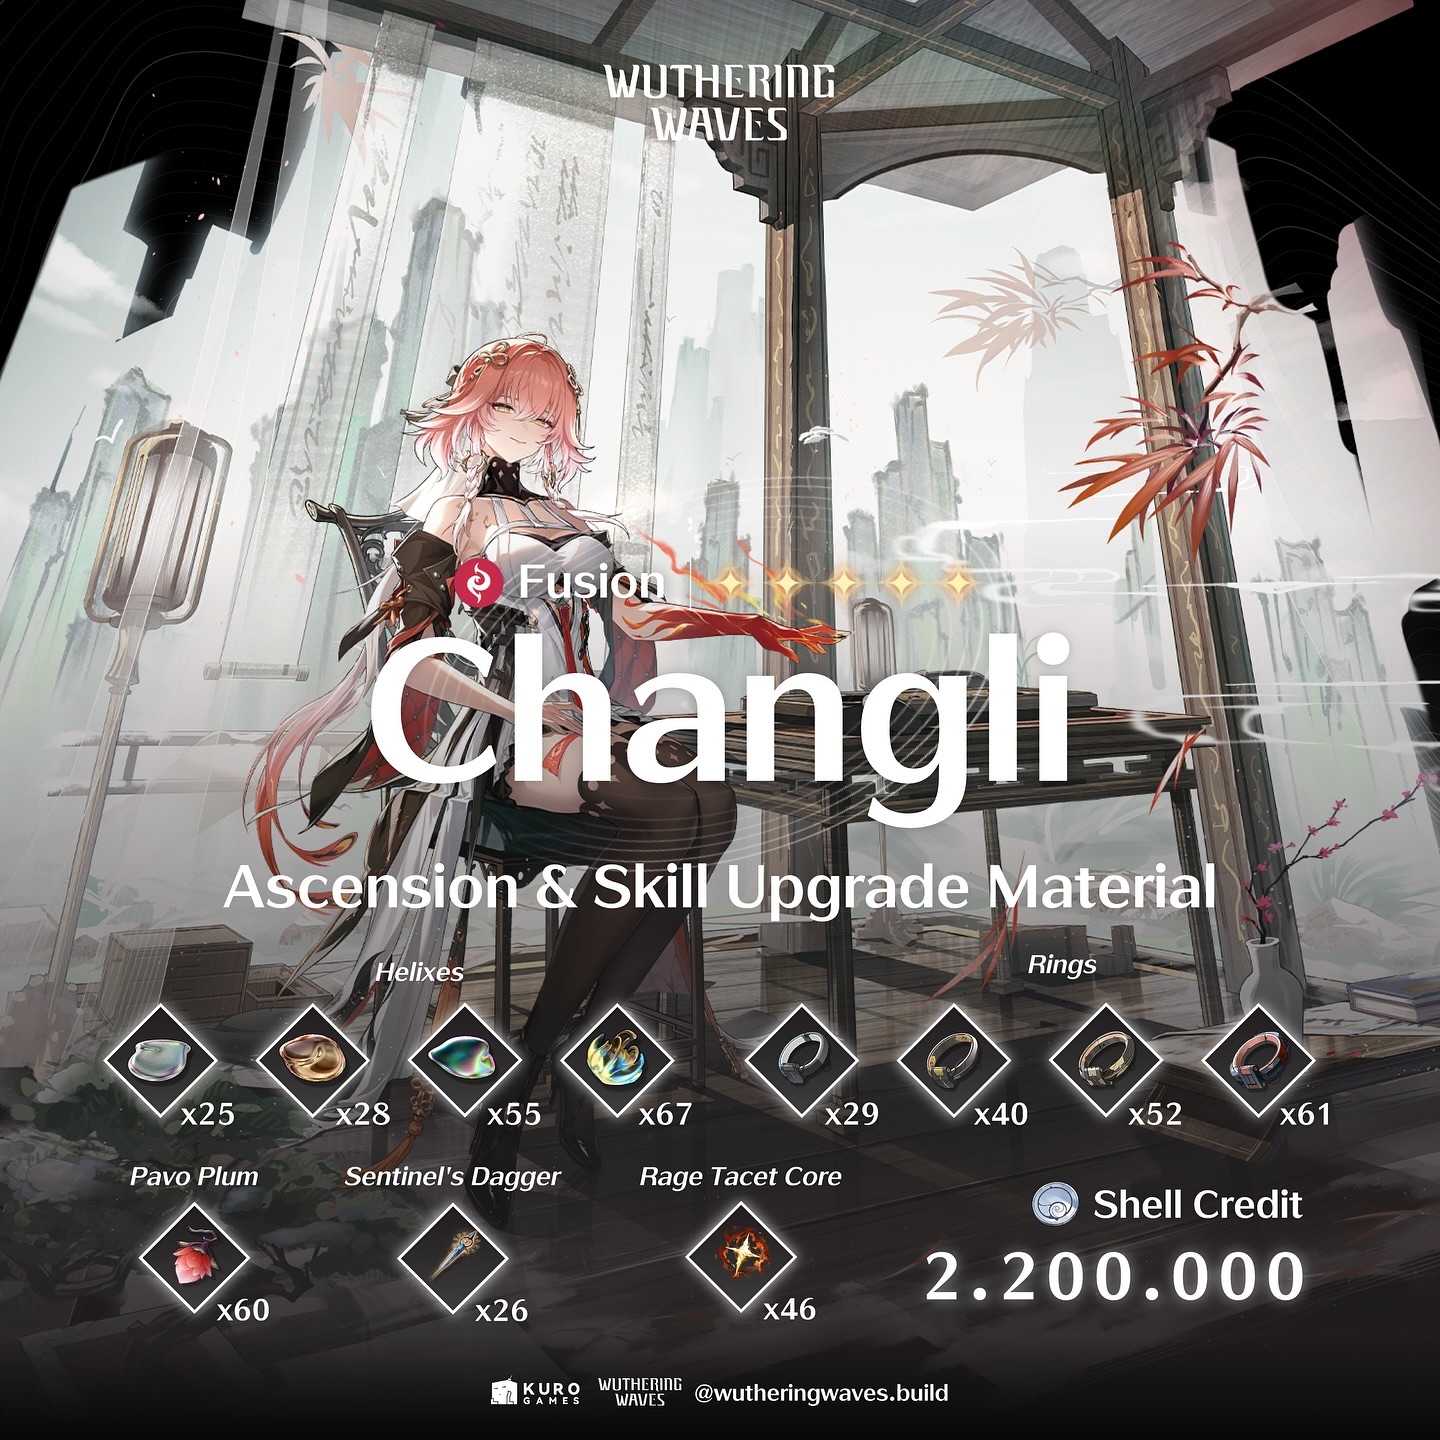 WUTHERING
WAVES
Fusion
Changli
Ascension & Skill Upgrade Material
Helixes
Rings
x25 x28 x55 x67 x29 x40 x52 x61
Pavo Plum
Sentinel's Dagger
Rage Tacet Core
x60
x26
x46
Shell Credit
2.200.000
KURO
GAMES
WUTHERING
WAVES
@wutheringwaves.build